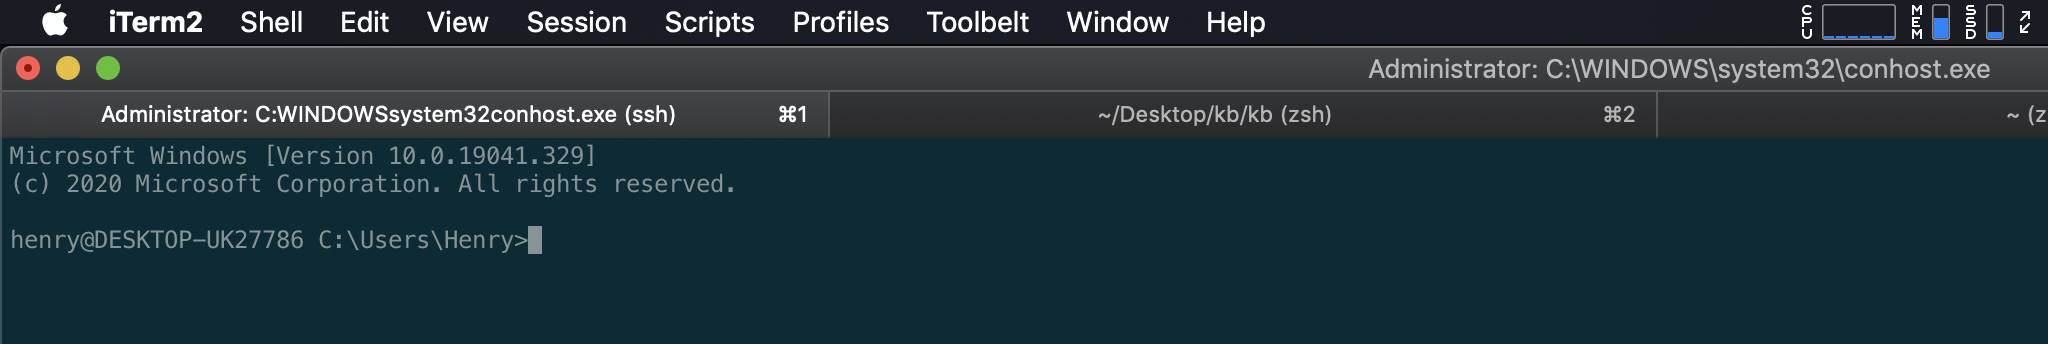 iTerm2 Shell Edit View Session Scripts Profiles Toolbelt Window Help CPU MEM SSD
Administrator: C:\WINDOWS\system32\conhost.exe
Administrator: C:WINDOWSsystem32conhost.exe (ssh) ⌘1 ~/Desktop/kb/kb (zsh) ⌘2 ~ (z
Microsoft Windows [Version 10.0.19041.329]
(c) 2020 Microsoft Corporation. All rights reserved.
henry@DESKTOP-UK27786 C:\Users\Henry>